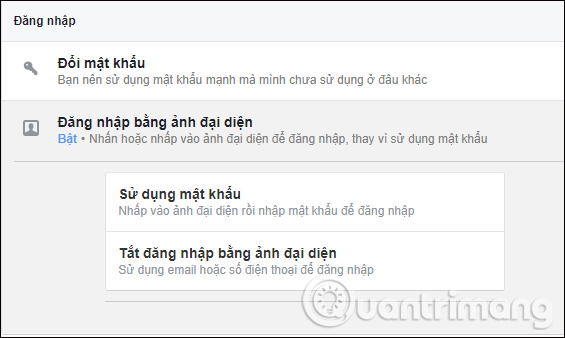 Đăng nhập
Đổi mật khẩu
Bạn nên sử dụng mật khẩu mạnh mà mình chưa sử dụng ở đâu khác
Đăng nhập bằng ảnh đại diện
Bật • Nhấn hoặc nhấp vào ảnh đại diện để đăng nhập, thay vì sử dụng mật khẩu
Sử dụng mật khẩu
Nhấp vào ảnh đại diện rồi nhập mật khẩu để đăng nhập
Tắt đăng nhập bằng ảnh đại diện
Sử dụng email hoặc số điện thoại để đăng nhập
Quantrimang